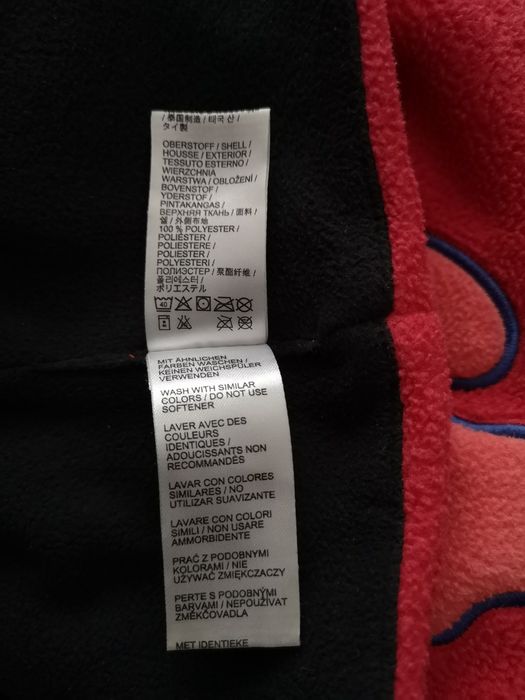 / 泰国制造 / 태국 산 /
タイ製
OBERSTOFF / SHELL /
HOUSSE / EXTERIOR /
TESSUTO ESTERNO /
WIERZCHNIA
WARSTWA / OBLOŽENÍ /
BOVENSTOF /
YDERSTOF /
PINTAKANGAS /
ВЕРХНЯЯ ТКАНЬ / 面料 /
겉 / 外側布地
100 % POLYESTER /
POLIÉSTER /
POLIESTERE /
POLIESTER /
POLYESTERI /
ПОЛИЭСТЕР / 聚酯纤维 /
폴리에스터 /
ポリエステル
40
MIT ÄHNLICHEN
FARBEN WASCHEN /
KEINEN WEICHSPÜLER
VERWENDEN
WASH WITH SIMILAR
COLORS / DO NOT USE
SOFTENER
LAVER AVEC DES
COULEURS
IDENTIQUES /
ADOUCISSANTS NON
RECOMMANDÉS
LAVAR CON COLORES
SIMILARES / NO
UTILIZAR SUAVIZANTE
LAVARE CON COLORI
SIMILI / NON USARE
AMMORBIDENTE
PRAĆ Z PODOBNYMI
KOLORAMI / NIE
UŻYWAĆ ZMIĘKCZACZY
PERTE S PODOBNÝMI
BARVAMI / NEPOUŽÍVAT
ZMĚKČOVADLA
MET IDENTIEKE